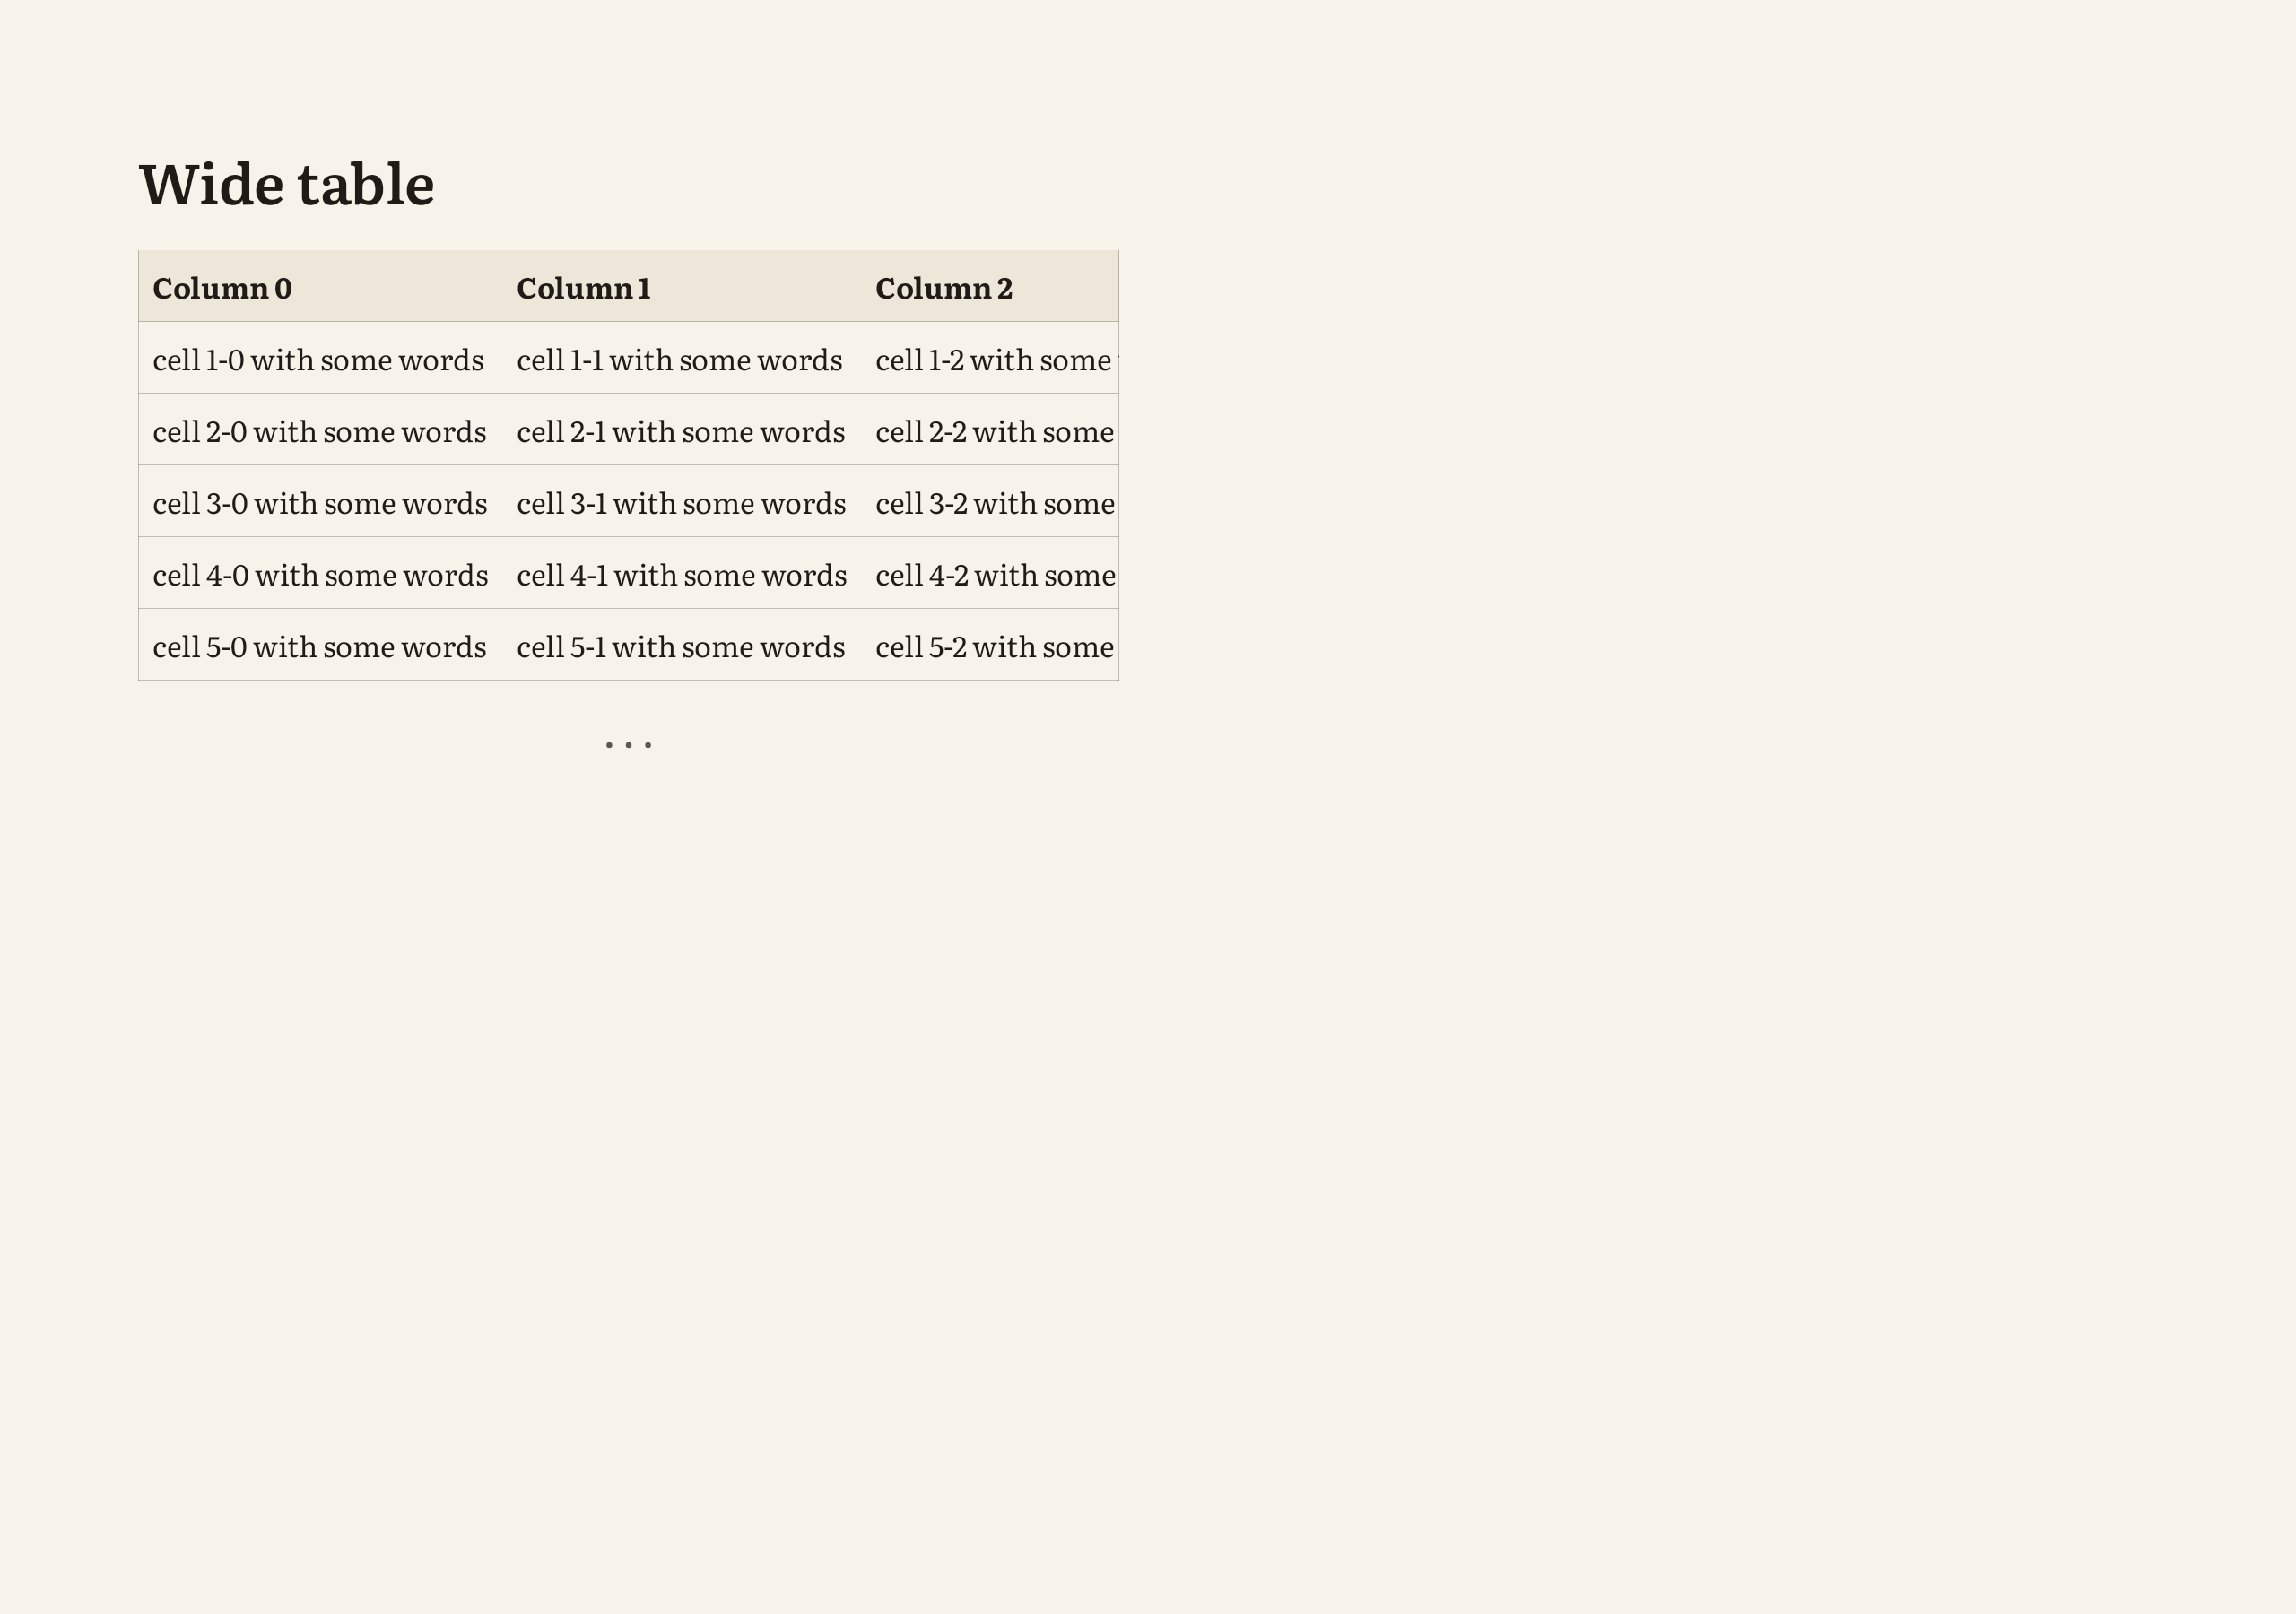 Wide table
Column 0 Column 1 Column 2
cell 1-0 with some words cell 1-1 with some words cell 1-2 with some
cell 2-0 with some words cell 2-1 with some words cell 2-2 with some
cell 3-0 with some words cell 3-1 with some words cell 3-2 with some
cell 4-0 with some words cell 4-1 with some words cell 4-2 with some
cell 5-0 with some words cell 5-1 with some words cell 5-2 with some
...